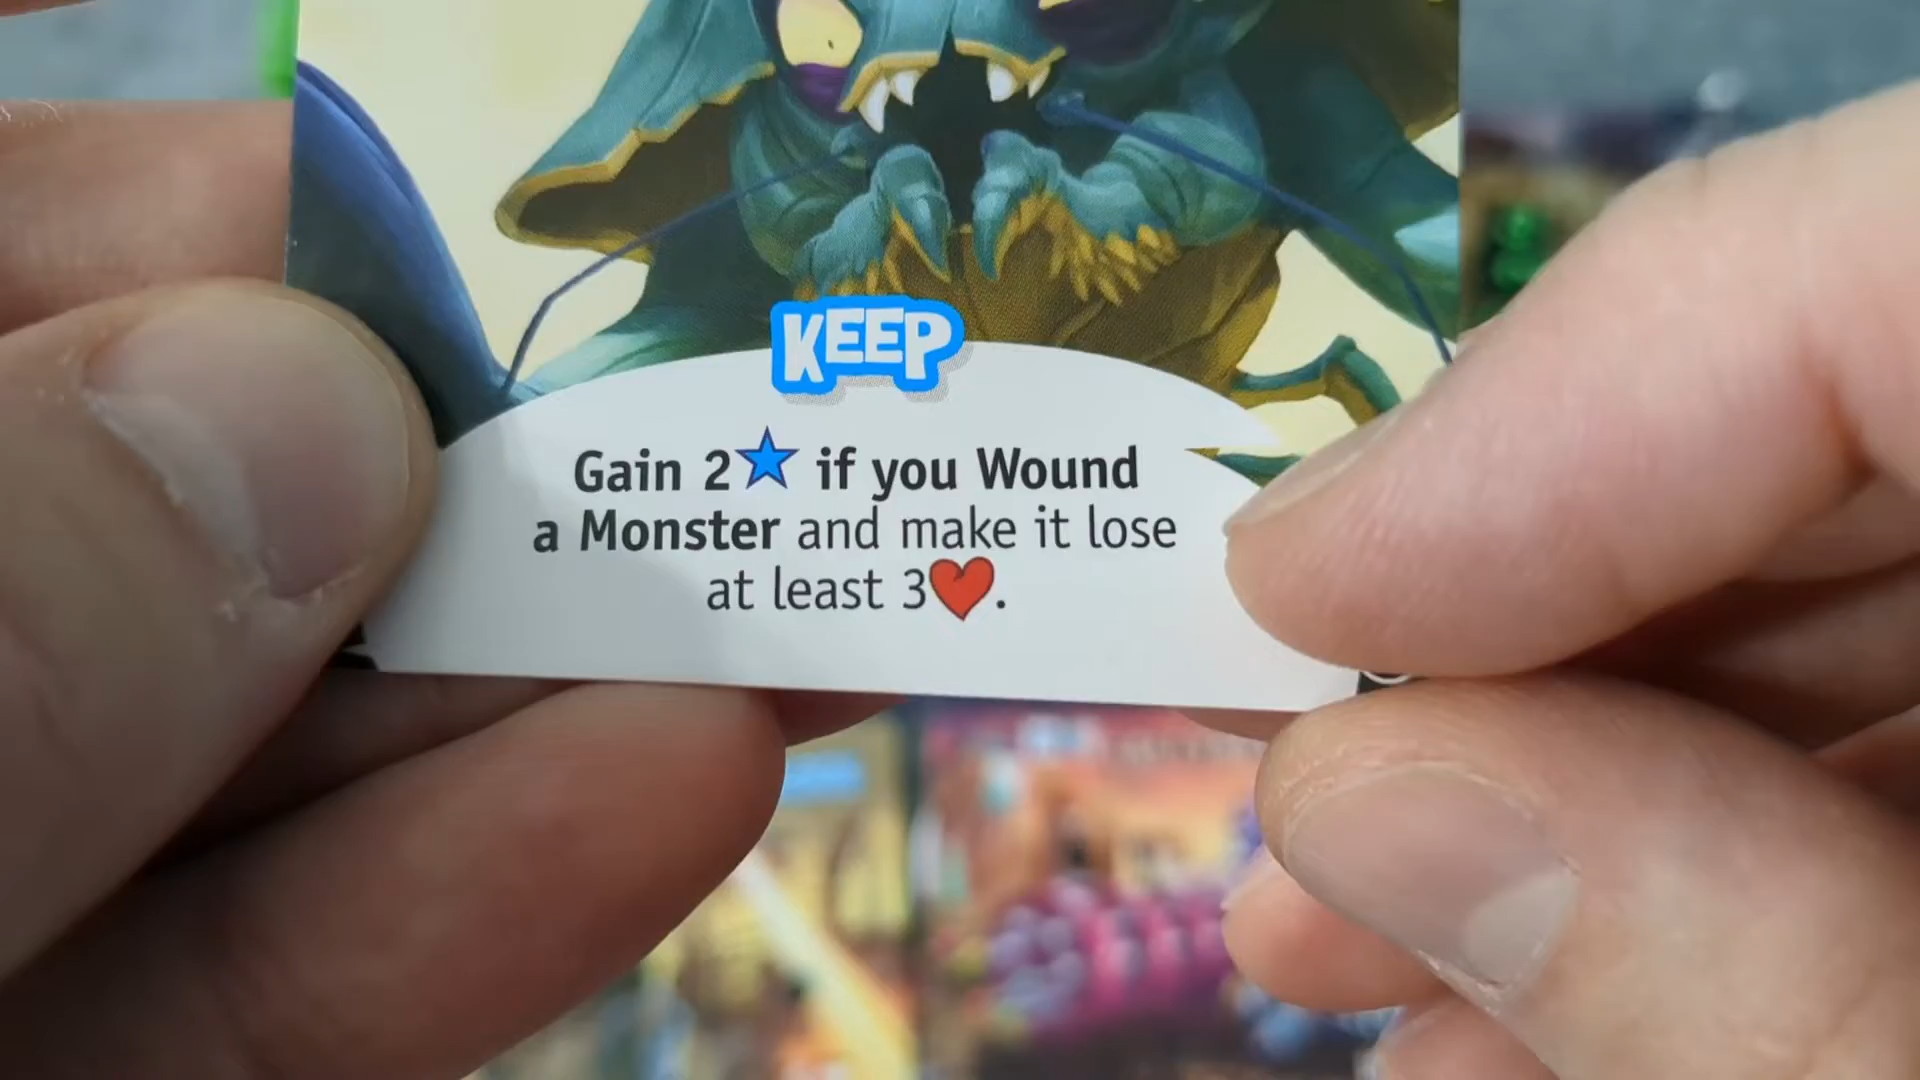 KEEP
Gain 2★ if you Wound
a Monster and make it lose
at least 3♥.